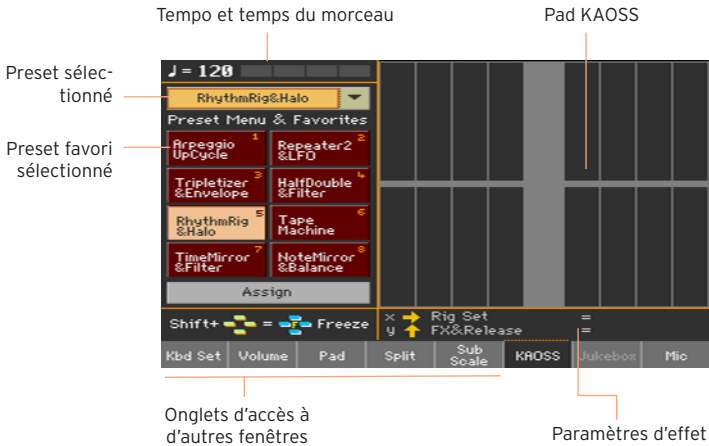 Tempo et temps du morceau
Pad KAOSS
Preset sélec-
tionné
Preset favori
sélectionné
♩= 120
RhythmRig&Halo
Preset Menu & Favorites
Arpeggio
UpCycle
1
Repeater2
&LFO
2
Tripletizer
&Envelope
3
HalfDouble
&Filter
4
RhythmRig
&Halo
5
Tape
Machine
6
TimeMirror
&Filter
7
NoteMirror
&Balance
8
Assign
Shift+ = F Freeze
x Rig Set =
y FX&Release =
Kbd Set
Volume
Pad
Split
Sub
Scale
KAOSS
Jukebox
Mic
Onglets d'accès à
d'autres fenêtres
Paramètres d'effet